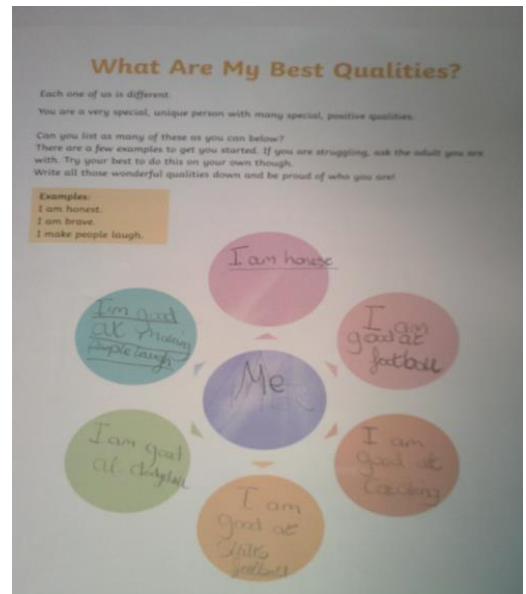 What Are My Best Qualities?
Each one of us is different.
You are a very special, unique person with many special, positive qualities.
Can you list as many of these as you can below?
There are a few examples to get you started. If you are struggling, ask the adult you are
with. Try your best to do this on your own though.
Write all those wonderful qualities down and be proud of who you are!
Examples:
I am honest.
I am brave.
I make people laugh.
I am honese
I am
good at
football
I am
good at
I am
good at
football
I am good
at dodgball
I'm good
at making
people laugh
Me